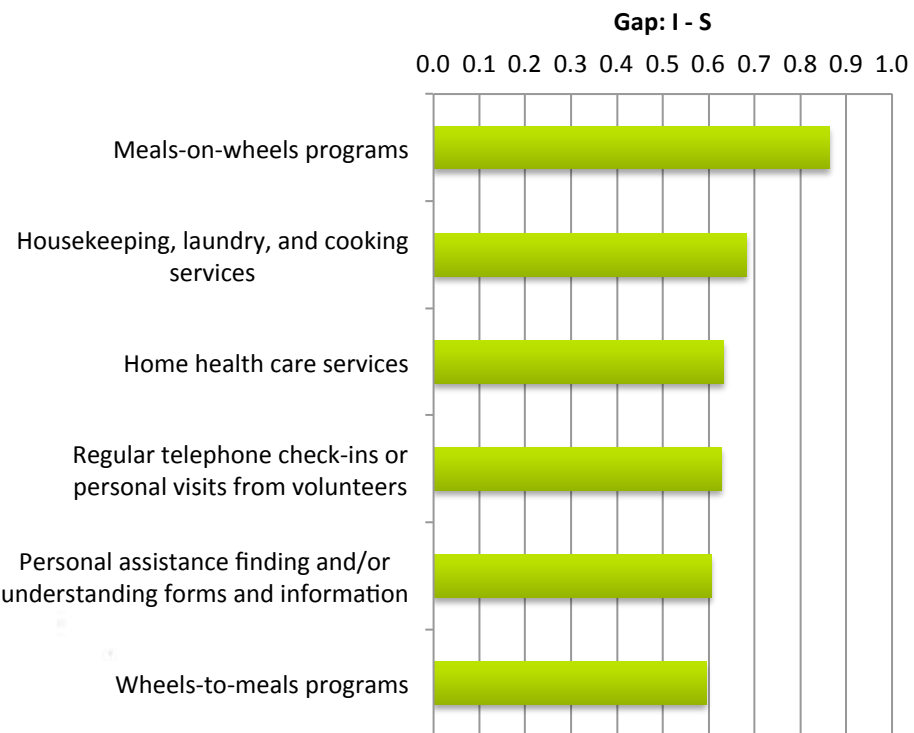 Gap: I - S
0.0 0.1 0.2 0.3 0.4 0.5 0.6 0.7 0.8 0.9 1.0
Meals-on-wheels programs
Housekeeping, laundry, and cooking
services
Home health care services
Regular telephone check-ins or
personal visits from volunteers
Personal assistance finding and/or
understanding forms and information
Wheels-to-meals programs